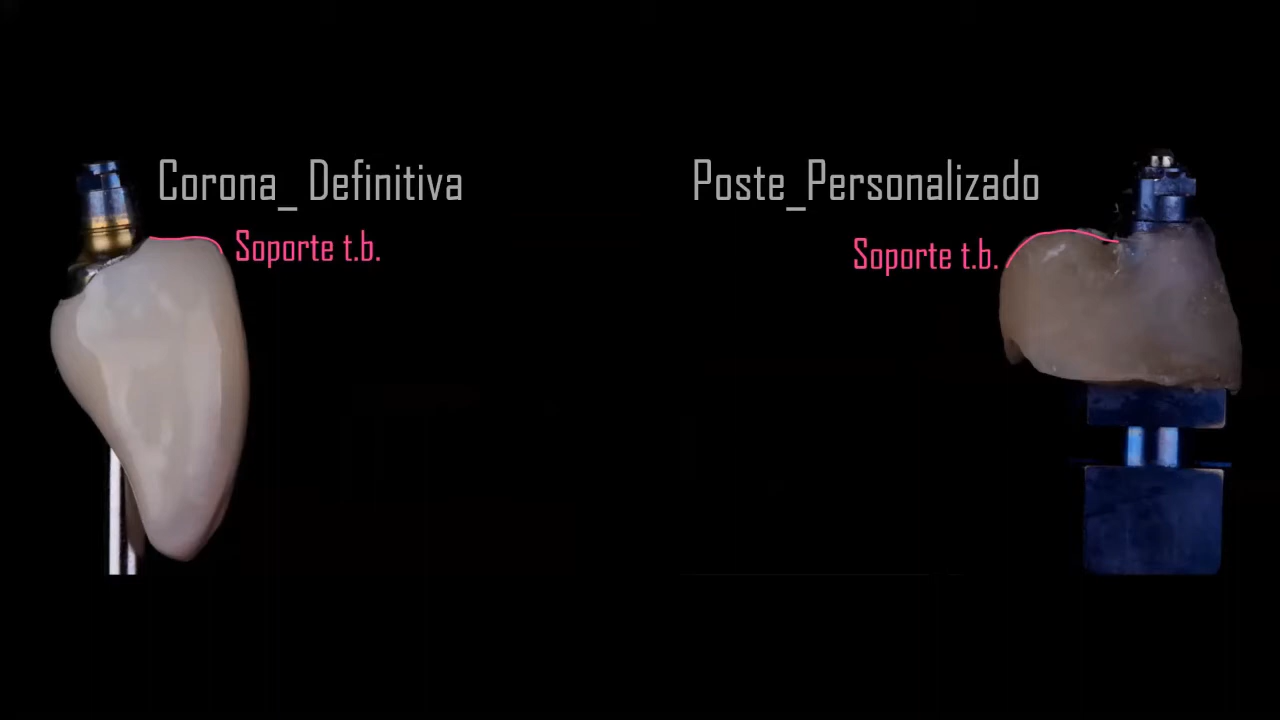 Corona_ Definitiva
Soporte t.b.
Poste_Personalizado
Soporte t.b.